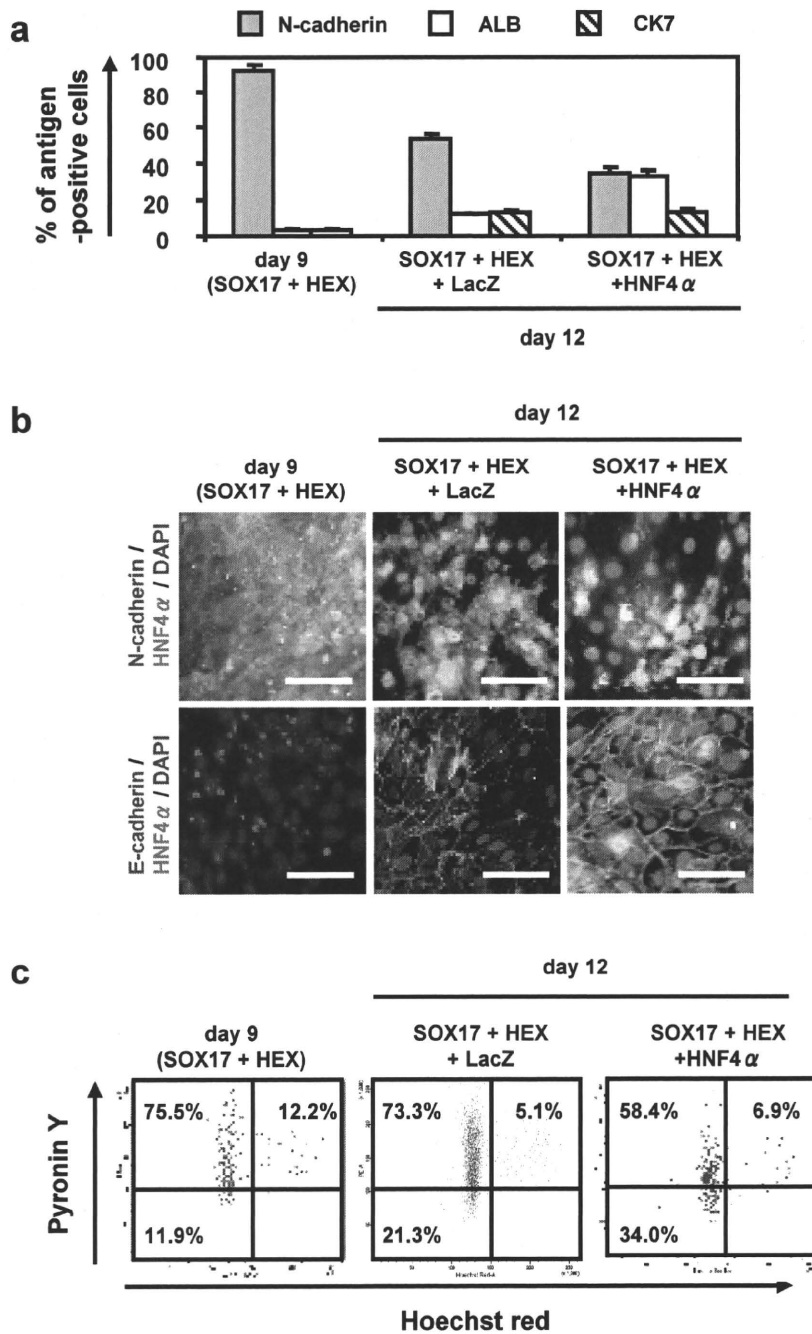 a
N-cadherin ALB CK7
% of antigen
-positive cells
100
80
60
40
20
0
day 9
(SOX17 + HEX)
SOX17 + HEX
+ LacZ
SOX17 + HEX
+HNF4α
day 12
b
day 12
day 9
(SOX17 + HEX)
SOX17 + HEX
+ LacZ
SOX17 + HEX
+HNF4α
N-cadherin /
HNF4α / DAPI
E-cadherin /
HNF4α / DAPI
c
day 12
day 9
(SOX17 + HEX)
SOX17 + HEX
+ LacZ
SOX17 + HEX
+HNF4α
Pyronin Y
75.5% 12.2%
11.9%
73.3% 5.1%
21.3%
Hoechst Red-A
58.4% 6.9%
34.0%
Hoechst red